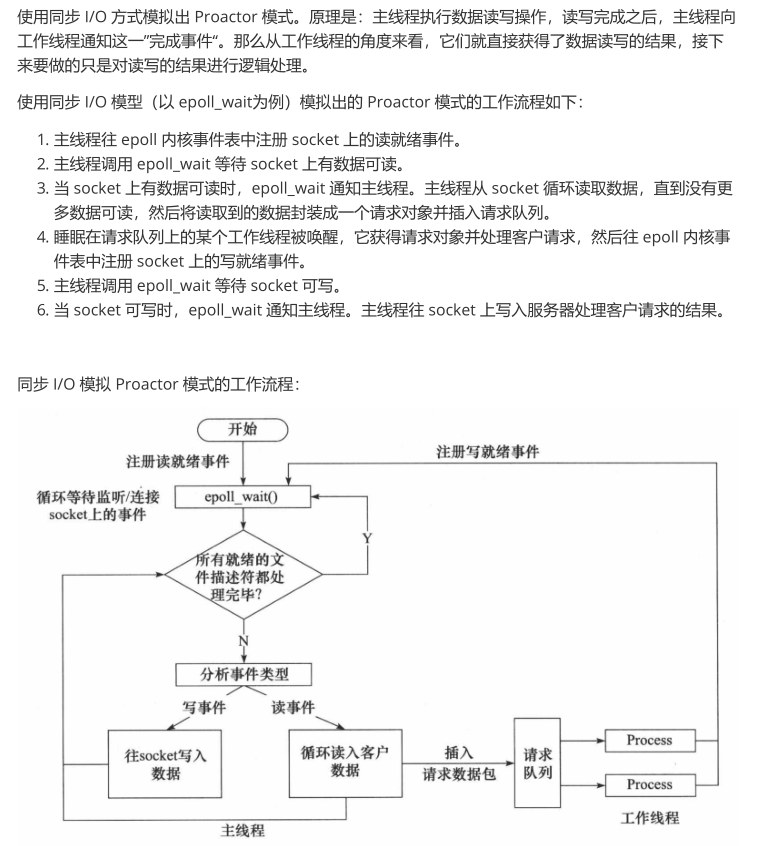 使用同步 I/O 方式模拟出 Proactor 模式。原理是：主线程执行数据读写操作，读写完成之后，主线程向
工作线程通知这一”完成事件“。那么从工作线程的角度来看，它们就直接获得了数据读写的结果，接下
来要做的只是对读写的结果进行逻辑处理。
使用同步 I/O 模型（以 epoll_wait为例）模拟出的 Proactor 模式的工作流程如下：
1. 主线程往 epoll 内核事件表中注册 socket 上的读就绪事件。
2. 主线程调用 epoll_wait 等待 socket 上有数据可读。
3. 当 socket 上有数据可读时，epoll_wait 通知主线程。主线程从 socket 循环读取数据，直到没有更
多数据可读，然后将读取到的数据封装成一个请求对象并插入请求队列。
4. 睡眠在请求队列上的某个工作线程被唤醒，它获得请求对象并处理客户请求，然后往 epoll 内核事
件表中注册 socket 上的写就绪事件。
5. 主线程调用 epoll_wait 等待 socket 可写。
6. 当 socket 可写时，epoll_wait 通知主线程。主线程往 socket 上写入服务器处理客户请求的结果。
同步 I/O 模拟 Proactor 模式的工作流程：
开始
注册读就绪事件
注册写就绪事件
循环等待监听/连接
socket上的事件
epoll_wait()
Y
所有就绪的文
件描述符都处
理完毕？
N
分析事件类型
写事件
读事件
往socket写入
数据
循环读入客户
数据
插入
请求数据包
请求
队列
Process
Process
工作线程
主线程